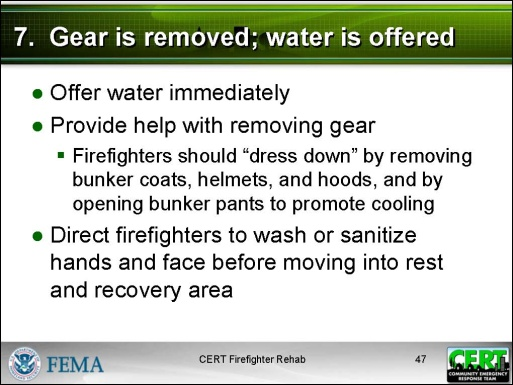 7. Gear is removed; water is offered
● Offer water immediately
● Provide help with removing gear
▪ Firefighters should “dress down” by removing
bunker coats, helmets, and hoods, and by
opening bunker pants to promote cooling
● Direct firefighters to wash or sanitize
hands and face before moving into rest
and recovery area
FEMA
CERT Firefighter Rehab
47
CERT
COMMUNITY EMERGENCY
RESPONSE TEAM